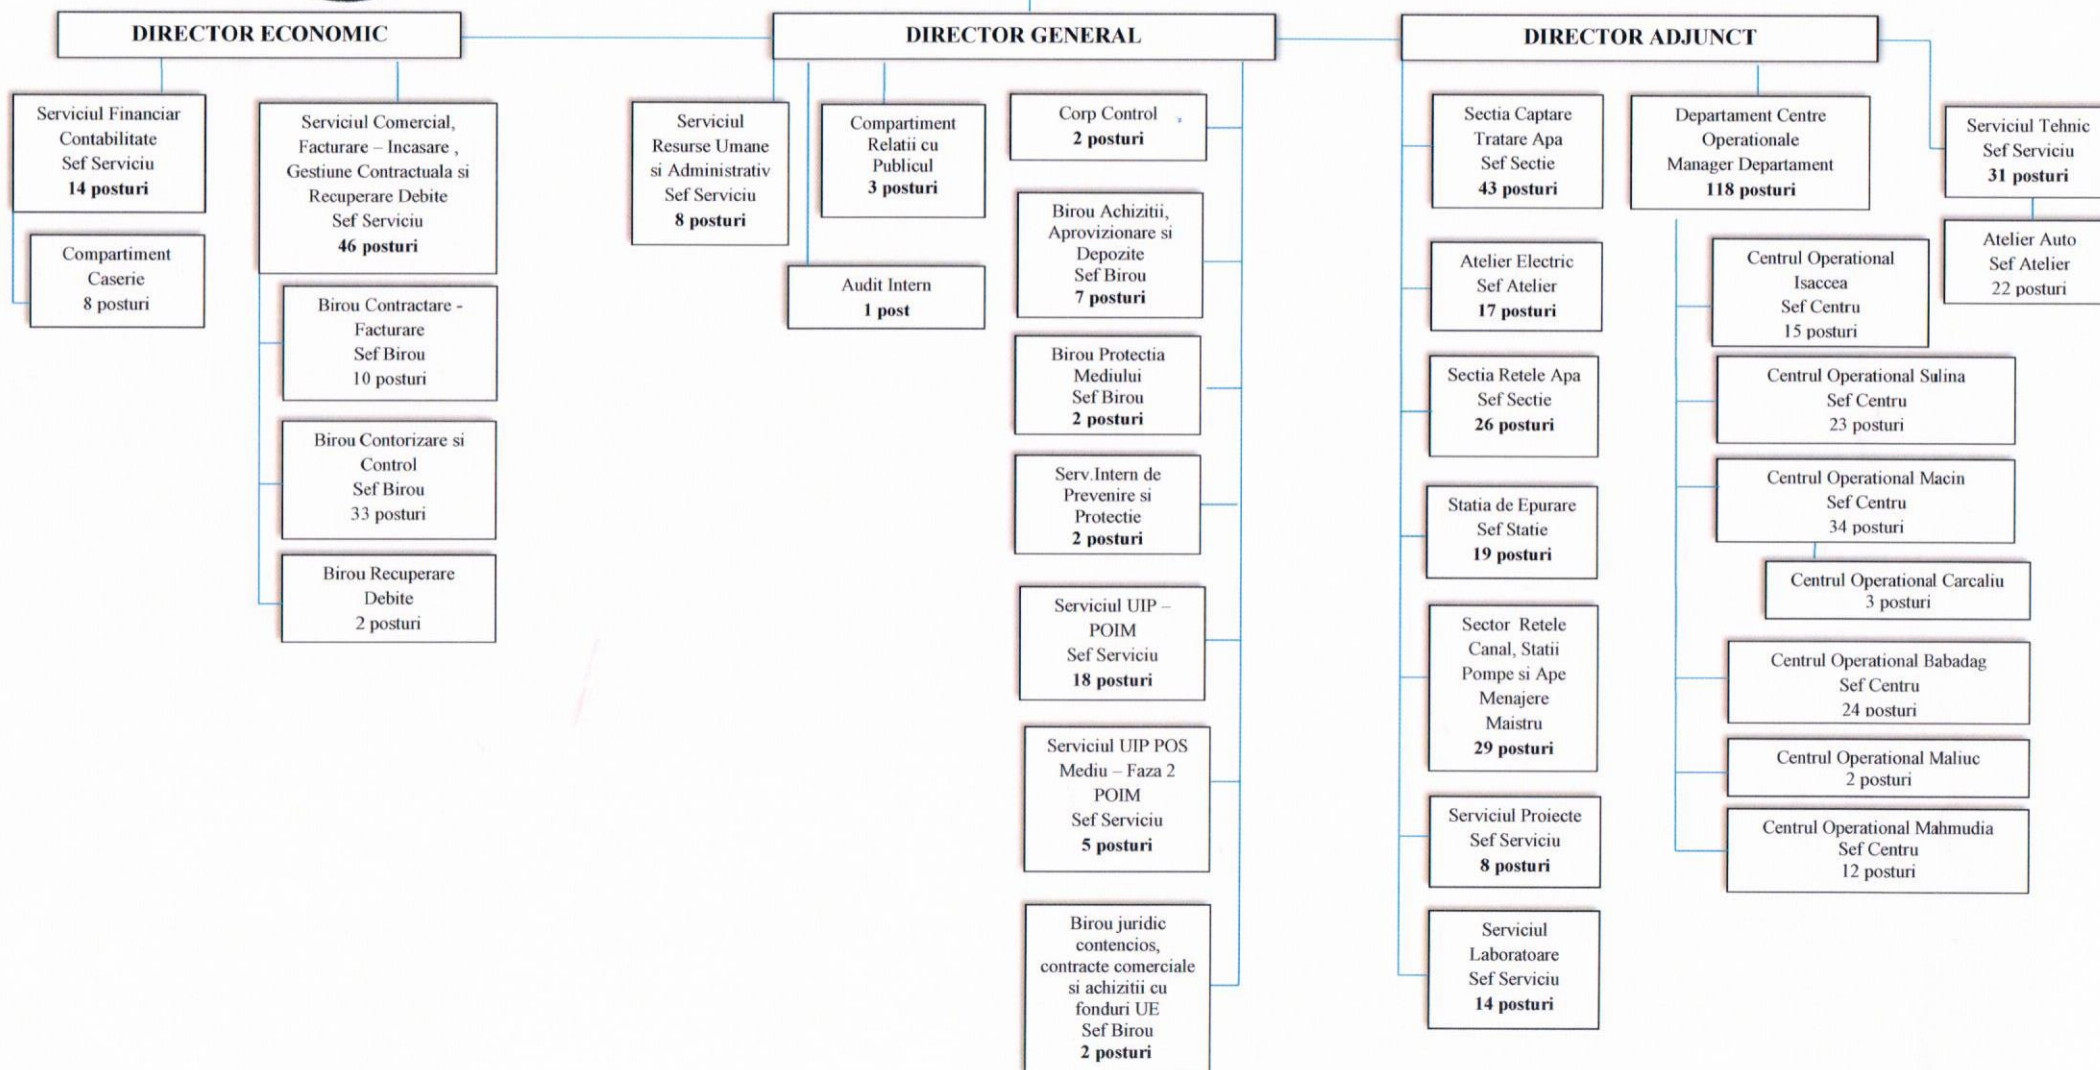 DIRECTOR ECONOMIC
Serviciul Financiar
Contabilitate
Sef Serviciu
14 posturi
Compartiment
Caserie
8 posturi
Serviciul Comercial,
Facturare – Incasare ,
Gestiune Contractuala si
Recuperare Debite
Sef Serviciu
46 posturi
Birou Contractare -
Facturare
Sef Birou
10 posturi
Birou Contorizare si
Control
Sef Birou
33 posturi
Birou Recuperare
Debite
2 posturi
DIRECTOR GENERAL
Serviciul
Resurse Umane
si Administrativ
Sef Serviciu
8 posturi
Compartiment
Relatii cu
Publicul
3 posturi
Audit Intern
1 post
Corp Control
2 posturi
Birou Achizitii,
Aprovizionare si
Depozite
Sef Birou
7 posturi
Birou Protectia
Mediului
Sef Birou
2 posturi
Serv.Intern de
Prevenire si
Protectie
2 posturi
Serviciul UIP –
POIM
Sef Serviciu
18 posturi
Serviciul UIP POS
Mediu – Faza 2
POIM
Sef Serviciu
5 posturi
Birou juridic
contencios,
contracte comerciale
si achizitii cu
fonduri UE
Sef Birou
2 posturi
DIRECTOR ADJUNCT
Sectia Captare
Tratare Apa
Sef Sectie
43 posturi
Atelier Electric
Sef Atelier
17 posturi
Sectia Retele Apa
Sef Sectie
26 posturi
Statia de Epurare
Sef Statie
19 posturi
Sector Retele
Canal, Statii
Pompe si Ape
Menajere
Maistru
29 posturi
Serviciul Proiecte
Sef Serviciu
8 posturi
Serviciul
Laboratoare
Sef Serviciu
14 posturi
Departament Centre
Operationale
Manager Departament
118 posturi
Centrul Operational
Isaccea
Sef Centru
15 posturi
Centrul Operational Sulina
Sef Centru
23 posturi
Centrul Operational Macin
Sef Centru
34 posturi
Centrul Operational Carcaliu
3 posturi
Centrul Operational Babadag
Sef Centru
24 posturi
Centrul Operational Maliuc
2 posturi
Centrul Operational Mahmudia
Sef Centru
12 posturi
Serviciul Tehnic
Sef Serviciu
31 posturi
Atelier Auto
Sef Atelier
22 posturi